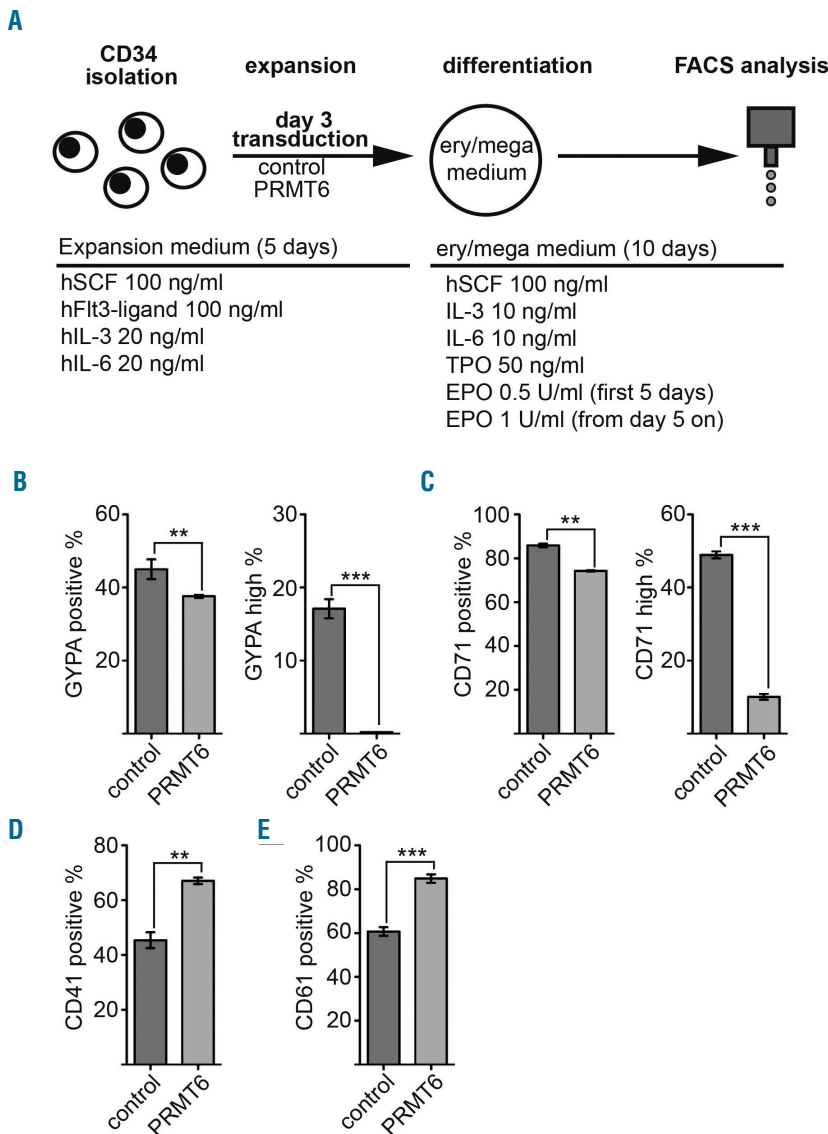 A
CD34
isolation
expansion
differentiation
FACS analysis
day 3
transduction
control
PRMT6
ery/mega
medium
Expansion medium (5 days)
hSCF 100 ng/ml
hFlt3-ligand 100 ng/ml
hIL-3 20 ng/ml
hIL-6 20 ng/ml
ery/mega medium (10 days)
hSCF 100 ng/ml
IL-3 10 ng/ml
IL-6 10 ng/ml
TPO 50 ng/ml
EPO 0.5 U/ml (first 5 days)
EPO 1 U/ml (from day 5 on)
B
GYPA positive %
60
40
20
**
control
PRMT6
GYPA high %
30
20
10
***
control
PRMT6
C
CD71 positive %
100
80
60
40
20
**
control
PRMT6
CD71 high %
60
40
20
***
control
PRMT6
D
CD41 positive %
80
60
40
20
**
control
PRMT6
E
CD61 positive %
100
80
60
40
20
***
control
PRMT6